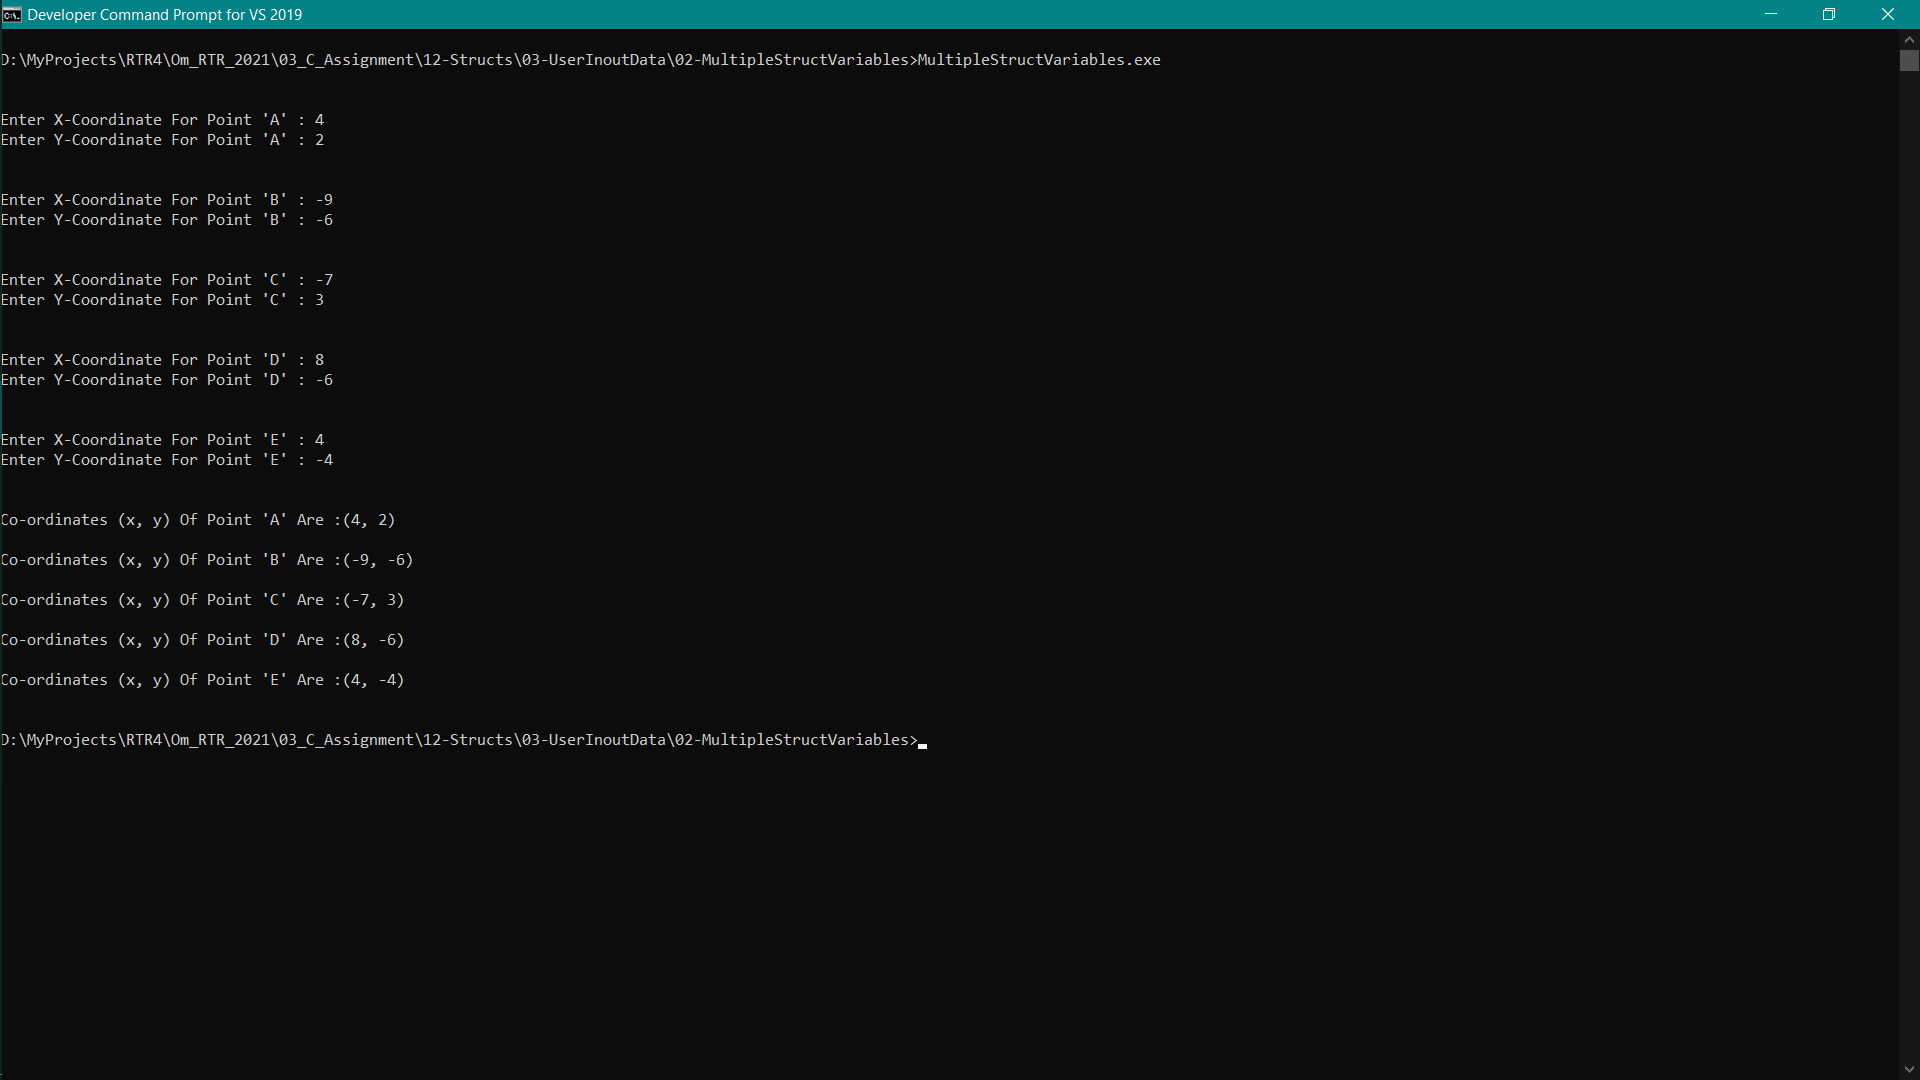 Developer Command Prompt for VS 2019
D:\MyProjects\RTR4\Om_RTR_2021\03_C_Assignment\12-Structs\03-UserInoutData\02-MultipleStructVariables>MultipleStructVariables.exe
Enter X-Coordinate For Point 'A' : 4
Enter Y-Coordinate For Point 'A' : 2
Enter X-Coordinate For Point 'B' : -9
Enter Y-Coordinate For Point 'B' : -6
Enter X-Coordinate For Point 'C' : -7
Enter Y-Coordinate For Point 'C' : 3
Enter X-Coordinate For Point 'D' : 8
Enter Y-Coordinate For Point 'D' : -6
Enter X-Coordinate For Point 'E' : 4
Enter Y-Coordinate For Point 'E' : -4
Co-ordinates (x, y) Of Point 'A' Are :(4, 2)
Co-ordinates (x, y) Of Point 'B' Are :(-9, -6)
Co-ordinates (x, y) Of Point 'C' Are :(-7, 3)
Co-ordinates (x, y) Of Point 'D' Are :(8, -6)
Co-ordinates (x, y) Of Point 'E' Are :(4, -4)
D:\MyProjects\RTR4\Om_RTR_2021\03_C_Assignment\12-Structs\03-UserInoutData\02-MultipleStructVariables>